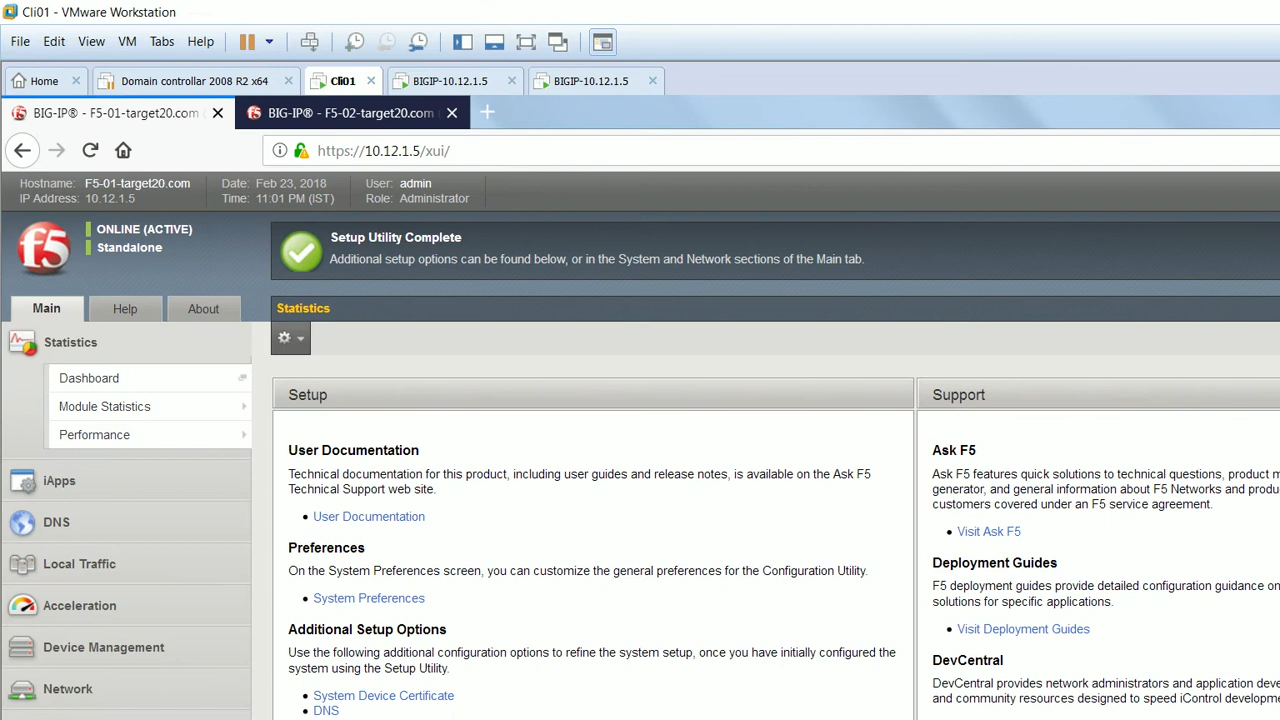 Cli01 - VMware Workstation
File Edit View VM Tabs Help
Home Domain controllar 2008 R2 x64 Cli01 BIGIP-10.12.1.5 BIGIP-10.12.1.5
BIG-IP® - F5-01-target20.com ( BIG-IP® - F5-02-target20.com (
https://10.12.1.5/xui/
Hostname: F5-01-target20.com Date: Feb 23, 2018 User: admin
IP Address: 10.12.1.5 Time: 11:01 PM (IST) Role: Administrator
f5
ONLINE (ACTIVE)
Standalone
Setup Utility Complete
Additional setup options can be found below, or in the System and Network sections of the Main tab.
Main Help About
Statistics
Statistics
Dashboard
Module Statistics
Performance
iApps
DNS
Local Traffic
Acceleration
Device Management
Network
Setup
User Documentation
Technical documentation for this product, including user guides and release notes, is available on the Ask F5
Technical Support web site.
• User Documentation
Preferences
On the System Preferences screen, you can customize the general preferences for the Configuration Utility.
• System Preferences
Additional Setup Options
Use the following additional configuration options to refine the system setup, once you have initially configured the
system using the Setup Utility.
• System Device Certificate
• DNS
Support
Ask F5
Ask F5 features quick solutions to technical questions, product m
generator, and general information about F5 Networks and produ
customers covered under an F5 service agreement.
• Visit Ask F5
Deployment Guides
F5 deployment guides provide detailed configuration guidance on
solutions for specific applications.
• Visit Deployment Guides
DevCentral
DevCentral provides network administrators and application deve
and community resources designed to speed iControl developme